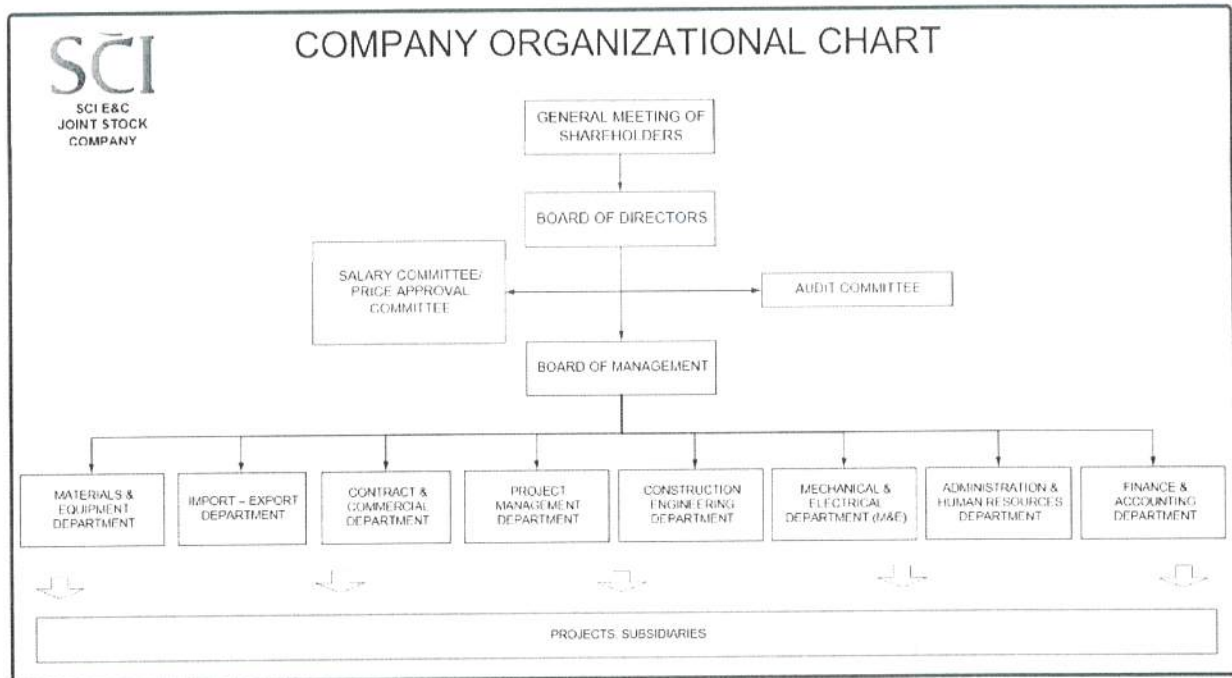 COMPANY ORGANIZATIONAL CHART
SCI
SCI E&C
JOINT STOCK
COMPANY
GENERAL MEETING OF
SHAREHOLDERS
BOARD OF DIRECTORS
SALARY COMMITTEE/
PRICE APPROVAL
COMMITTEE
AUDIT COMMITTEE
BOARD OF MANAGEMENT
MATERIALS &
EQUIPMENT
DEPARTMENT
IMPORT – EXPORT
DEPARTMENT
CONTRACT &
COMMERCIAL
DEPARTMENT
PROJECT
MANAGEMENT
DEPARTMENT
CONSTRUCTION
ENGINEERING
DEPARTMENT
MECHANICAL &
ELECTRICAL
DEPARTMENT (M&E)
ADMINISTRATION &
HUMAN RESOURCES
DEPARTMENT
FINANCE &
ACCOUNTING
DEPARTMENT
PROJECTS, SUBSIDIARIES